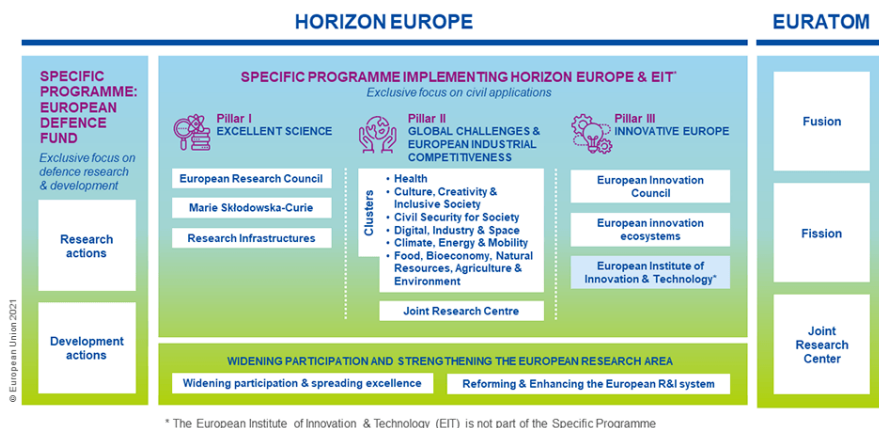 HORIZON EUROPE
EURATOM
SPECIFIC
PROGRAMME:
EUROPEAN
DEFENCE
FUND
Exclusive focus on
defence research
& development
Research
actions
Development
actions
SPECIFIC PROGRAMME IMPLEMENTING HORIZON EUROPE & EIT*
Exclusive focus on civil applications
Pillar I
EXCELLENT SCIENCE
European Research Council
Marie Skłodowska-Curie
Research Infrastructures
Pillar II
GLOBAL CHALLENGES &
EUROPEAN INDUSTRIAL
COMPETITIVENESS
Clusters
• Health
• Culture, Creativity &
Inclusive Society
• Civil Security for Society
• Digital, Industry & Space
• Climate, Energy & Mobility
• Food, Bioeconomy, Natural
Resources, Agriculture &
Environment
Joint Research Centre
Pillar III
INNOVATIVE EUROPE
European Innovation
Council
European innovation
ecosystems
European Institute of
Innovation & Technology*
WIDENING PARTICIPATION AND STRENGTHENING THE EUROPEAN RESEARCH AREA
Widening participation & spreading excellence
Reforming & Enhancing the European R&I system
Fusion
Fission
Joint
Research
Center
© European Union 2021
* The European Institute of Innovation & Technology (EIT) is not part of the Specific Programme